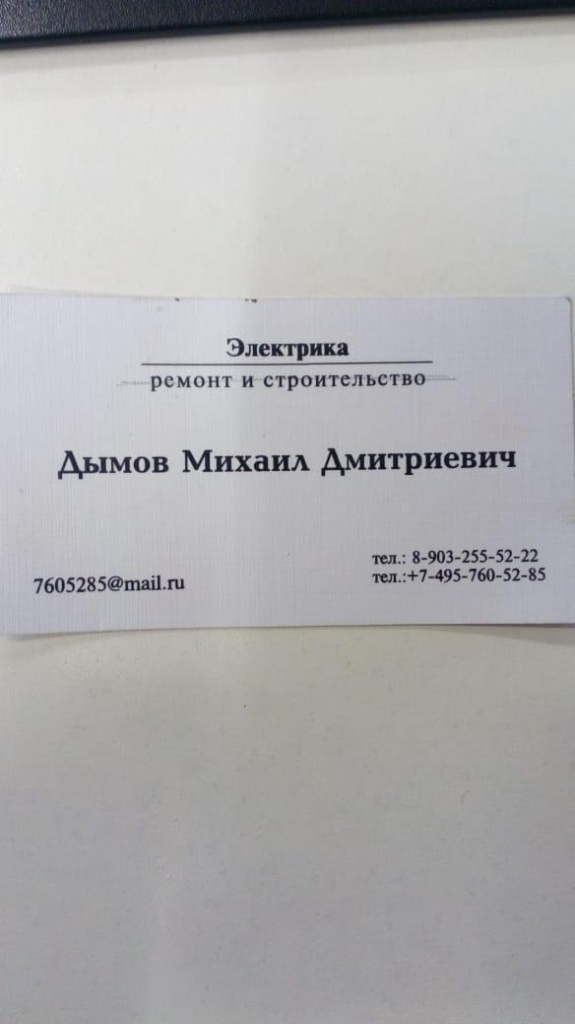 Электрика
ремонт и строительство
Дымов Михаил Дмитриевич
7605285@mail.ru
тел.: 8-903-255-52-22
тел.:+7-495-760-52-85